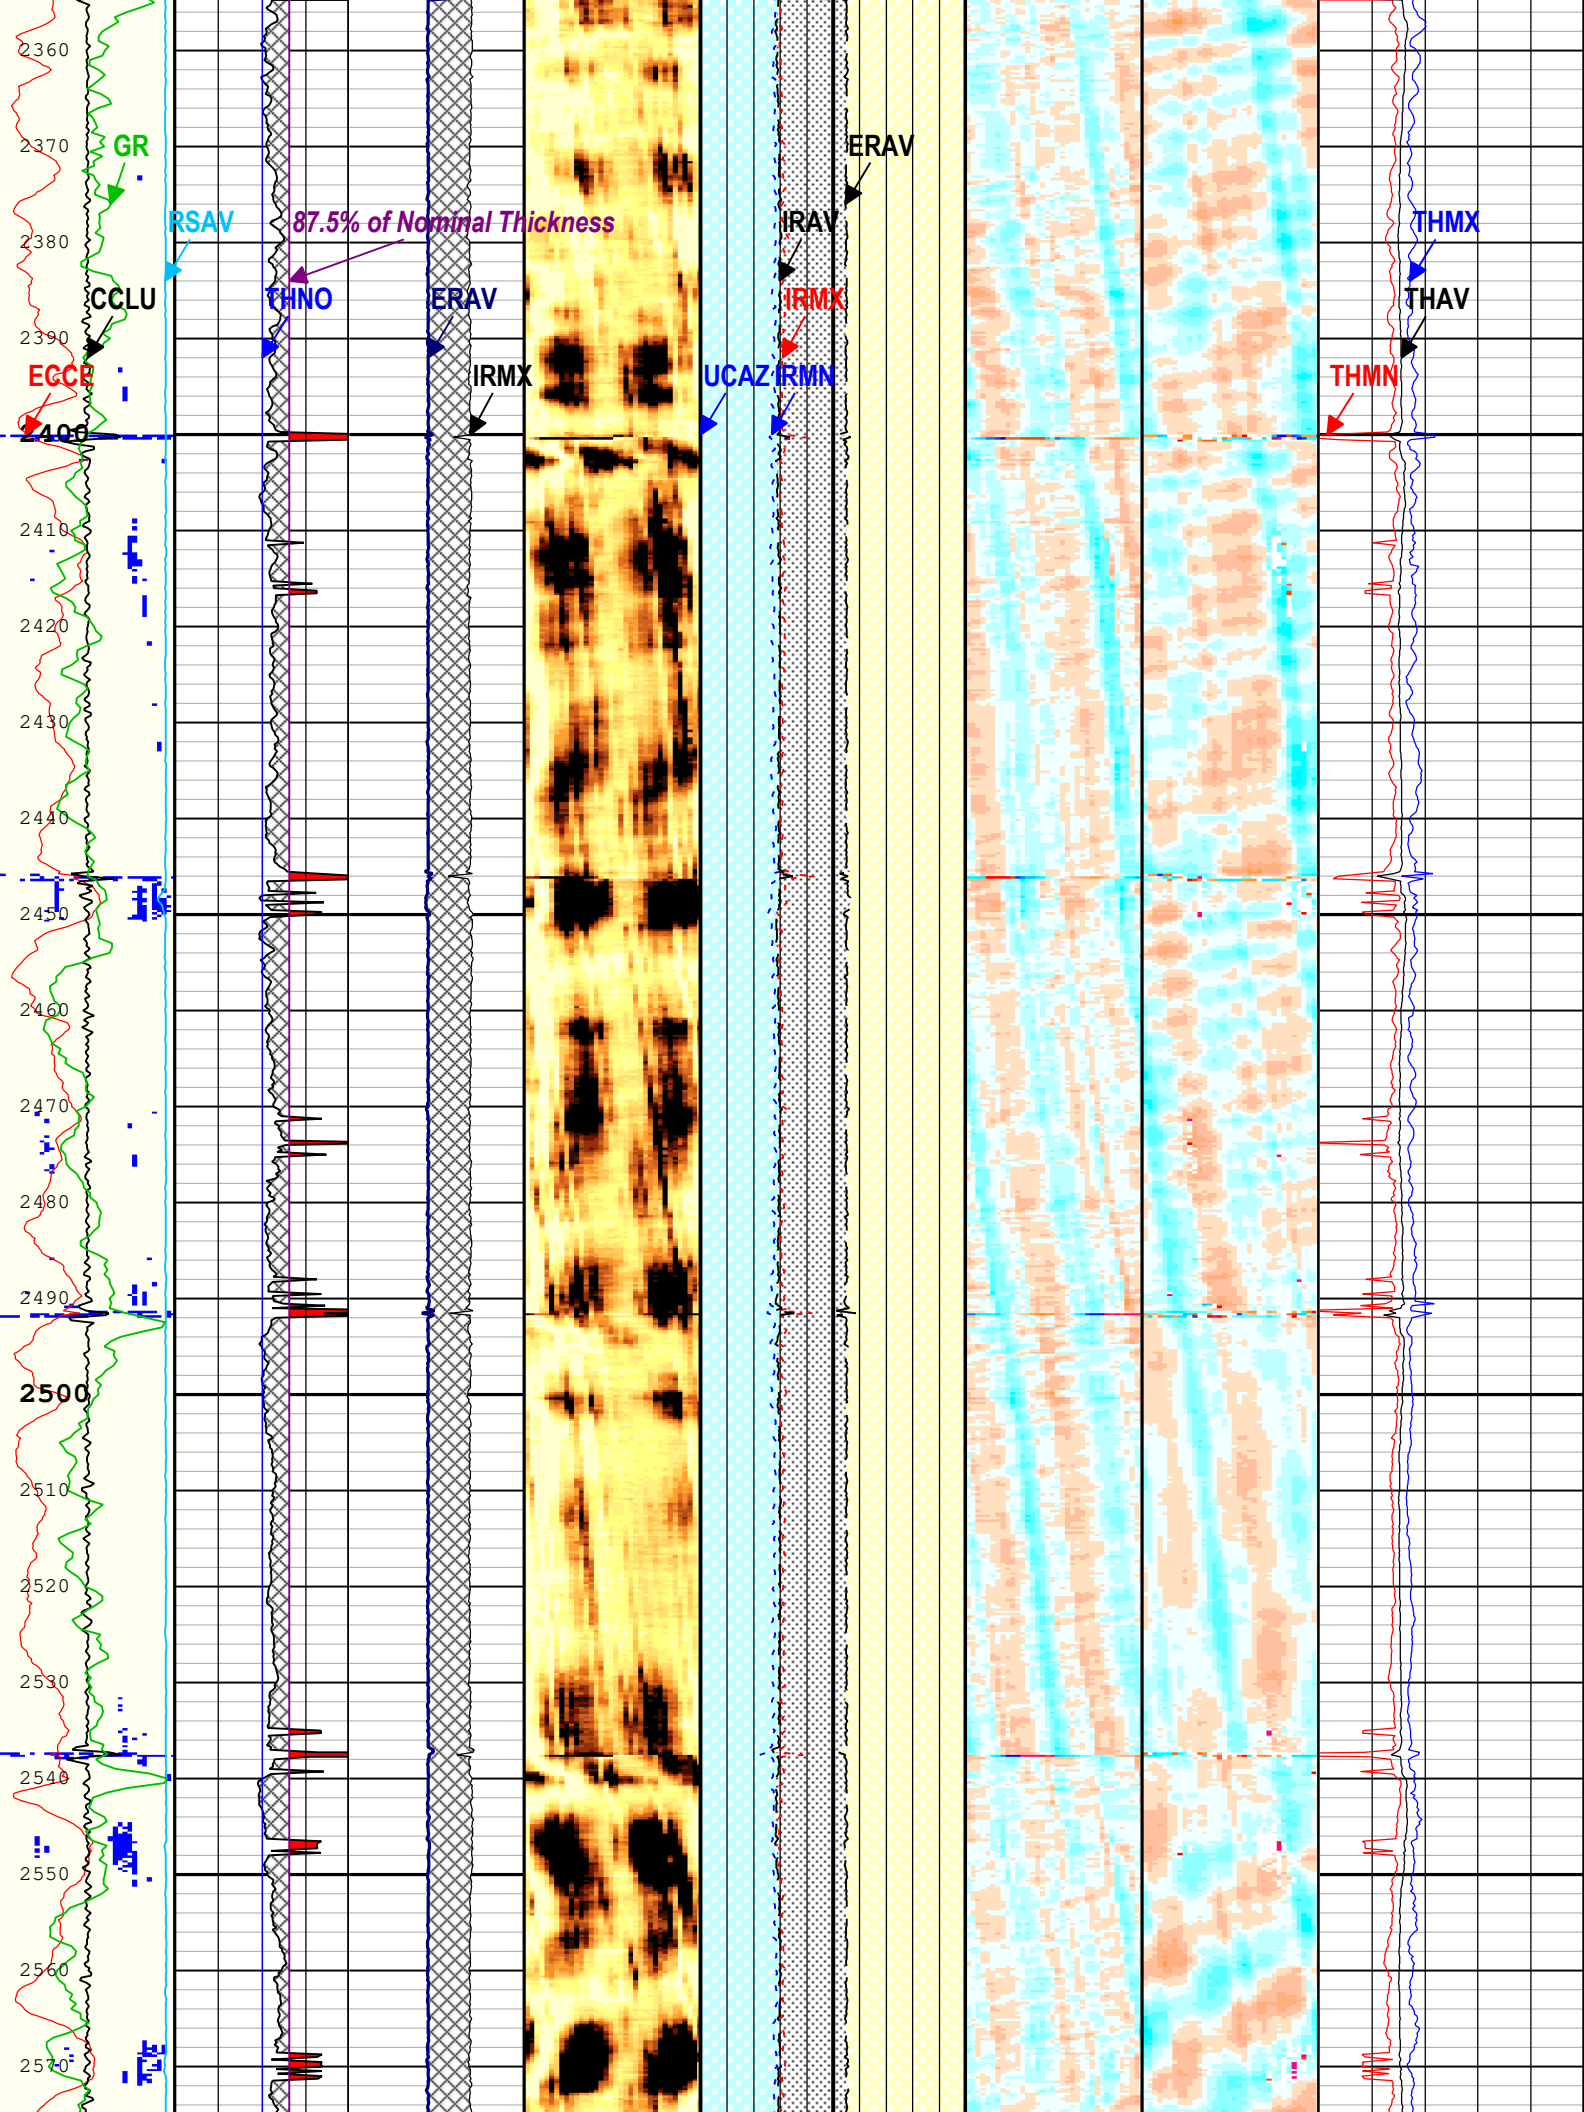 2360
2370
GR
ERAV
RSAV
87.5% of Nominal Thickness
IRAV
THMX
2380
CCLU
THNO
ERAV
IRMX
THAV
2390
ECCE
IRMX
UCAZ
IRMN
THMN
2400
2410
2420
2430
2440
2450
2460
2470
2480
2490
2500
2510
2520
2530
2540
2550
2560
2570